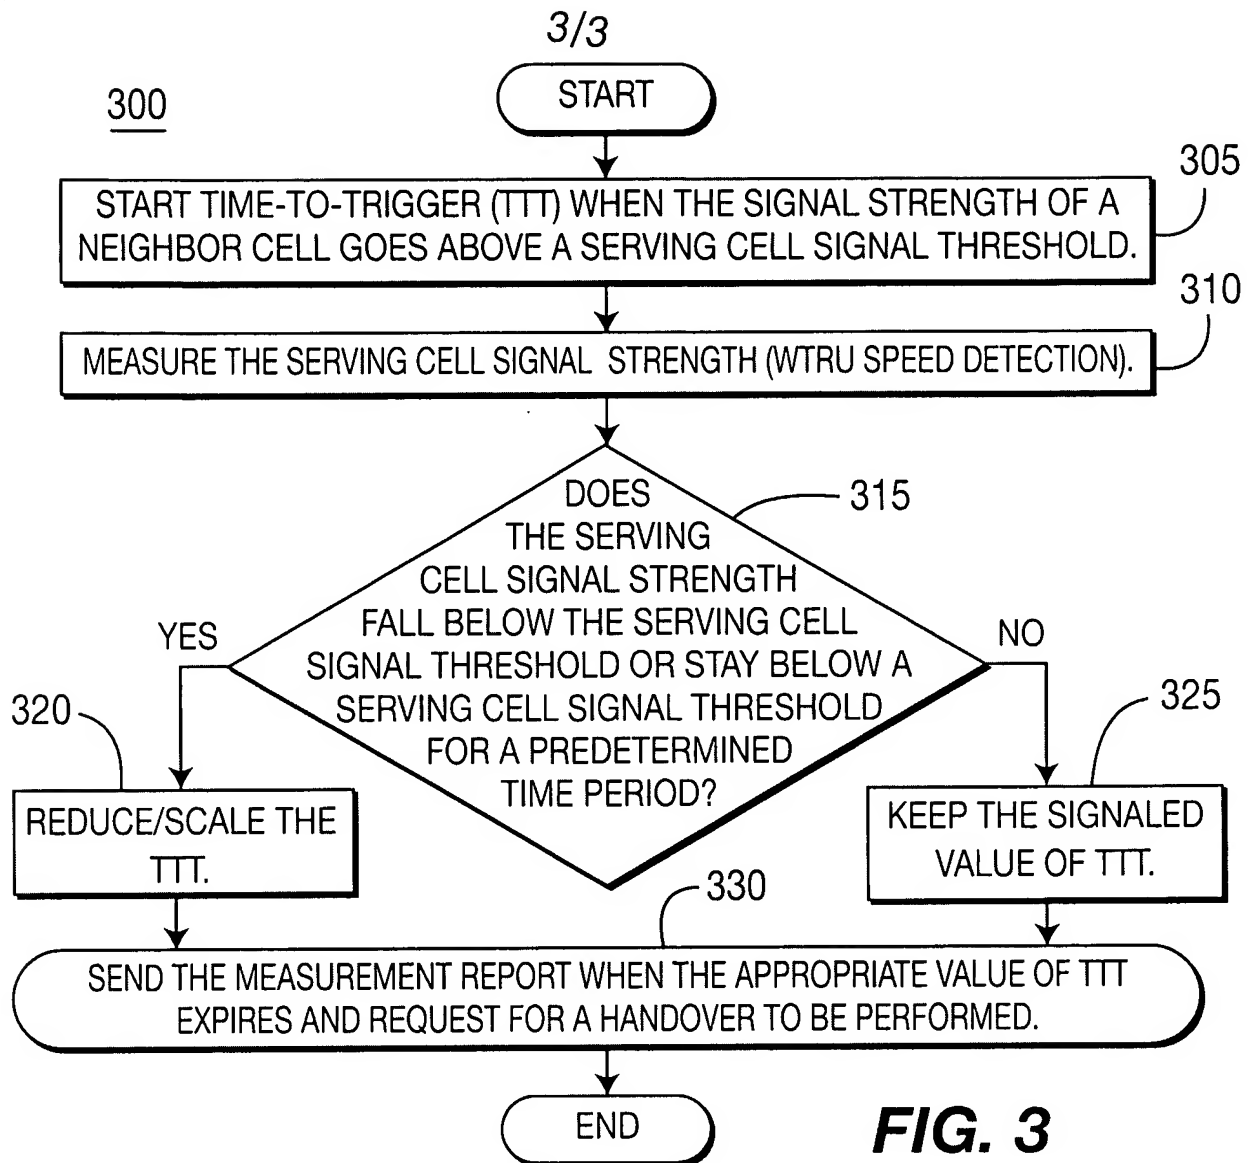 3/3
START
300
305
START TIME-TO-TRIGGER (TTT) WHEN THE SIGNAL STRENGTH OF A
NEIGHBOR CELL GOES ABOVE A SERVING CELL SIGNAL THRESHOLD.
310
MEASURE THE SERVING CELL SIGNAL STRENGTH (WTRU SPEED DETECTION).
315
DOES
THE SERVING
CELL SIGNAL STRENGTH
FALL BELOW THE SERVING CELL
SIGNAL THRESHOLD OR STAY BELOW A
SERVING CELL SIGNAL THRESHOLD
FOR A PREDETERMINED
TIME PERIOD?
YES
NO
320
REDUCE/SCALE THE
TTT.
325
KEEP THE SIGNALED
VALUE OF TTT.
330
SEND THE MEASUREMENT REPORT WHEN THE APPROPRIATE VALUE OF TTT
EXPIRES AND REQUEST FOR A HANDOVER TO BE PERFORMED.
END
FIG. 3